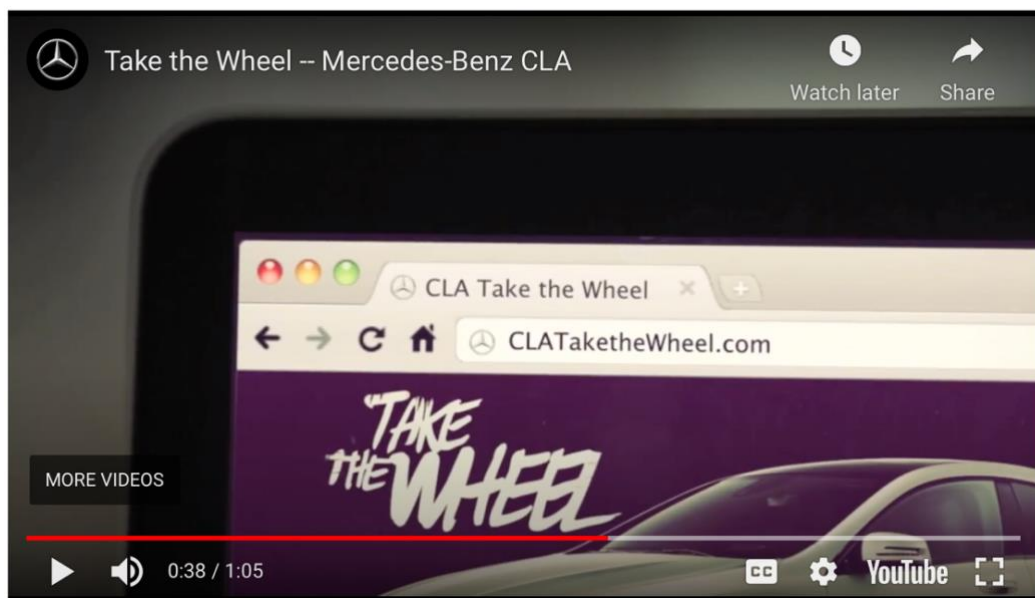 Take the Wheel -- Mercedes-Benz CLA
Watch later
Share
CLA Take the Wheel
CLATaketheWheel.com
TAKE
THE WHEEL
MORE VIDEOS
0:38 / 1:05
CC
YouTube